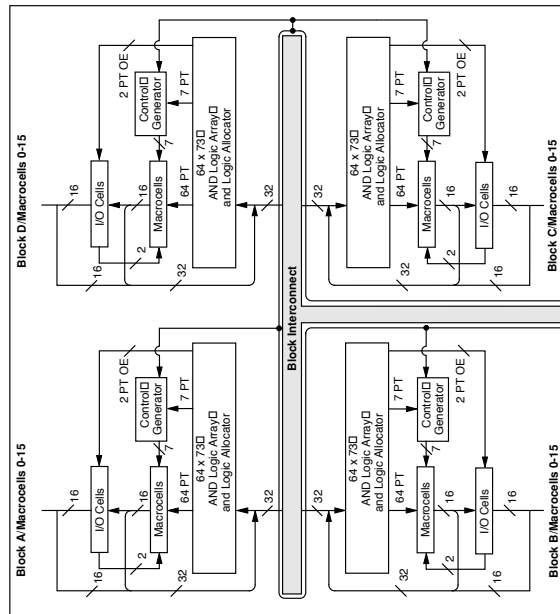 Block A/Macrocells 0-15
16
I/O Cells
16
2
16
Macrocells
7
Control□
Generator
2 PT OE
7 PT
64 PT
32
64 x 73□
AND Logic Array□
and Logic Allocator
32
Block D/Macrocells 0-15
16
I/O Cells
16
2
16
Macrocells
7
Control□
Generator
2 PT OE
7 PT
64 PT
32
64 x 73□
AND Logic Array□
and Logic Allocator
32
Block Interconnect
32
64 x 73□
AND Logic Array□
and Logic Allocator
64 PT
7 PT
2 PT OE
32
Control□
Generator
7
Macrocells
16
2
16
I/O Cells
16
Block B/Macrocells 0-15
32
64 x 73□
AND Logic Array□
and Logic Allocator
64 PT
7 PT
2 PT OE
32
Control□
Generator
7
Macrocells
16
2
16
I/O Cells
16
Block C/Macrocells 0-15